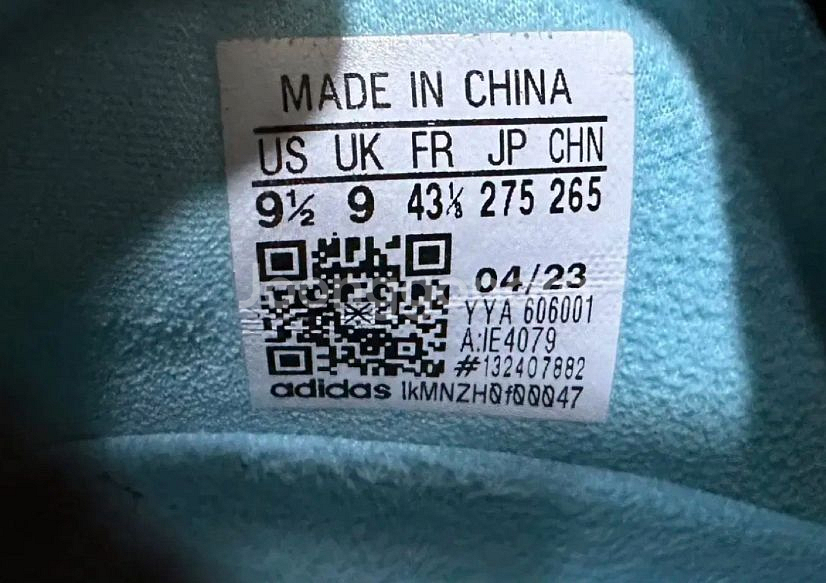 MADE IN CHINA
US UK FR JP CHN
9½ 9 43⅓ 275 265
04/23
YYA 606001
A:IE4079
#132407882
adidas 1kMNZH0f00047